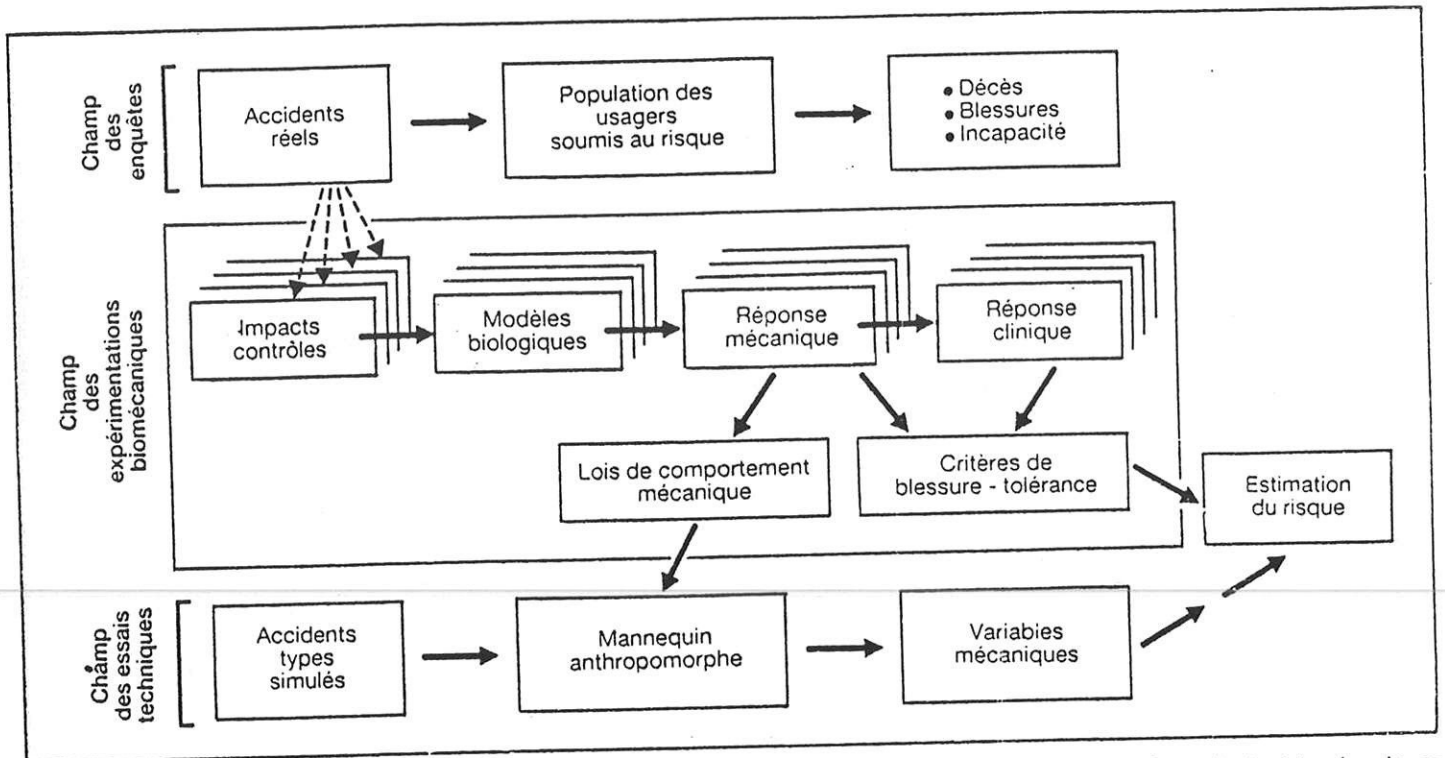 Champ
des
enquêtes
Accidents
réels
Population des
usagers
soumis au risque
• Décès
• Blessures
• Incapacité
Champ
des
expérimentations
biomécaniques
Impacts
contrôles
Modèles
biologiques
Réponse
mécanique
Réponse
clinique
Lois de comportement
mécanique
Critères de
blessure - tolérance
Estimation
du risque
Champ
des essais
techniques
Accidents
types
simulés
Mannequin
anthropomorphe
Variabies
mécaniques